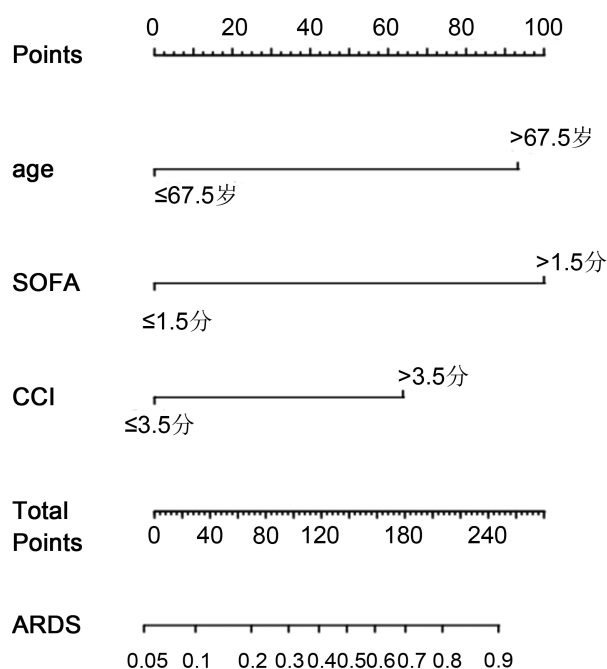 0 20 40 60 80 100
Points
>67.5岁
age
≤67.5岁
>1.5分
SOFA
≤1.5分
>3.5分
CCI
≤3.5分
Total
Points
0 40 80 120 180 240
ARDS
0.05 0.1 0.2 0.3 0.4 0.5 0.6 0.7 0.8 0.9